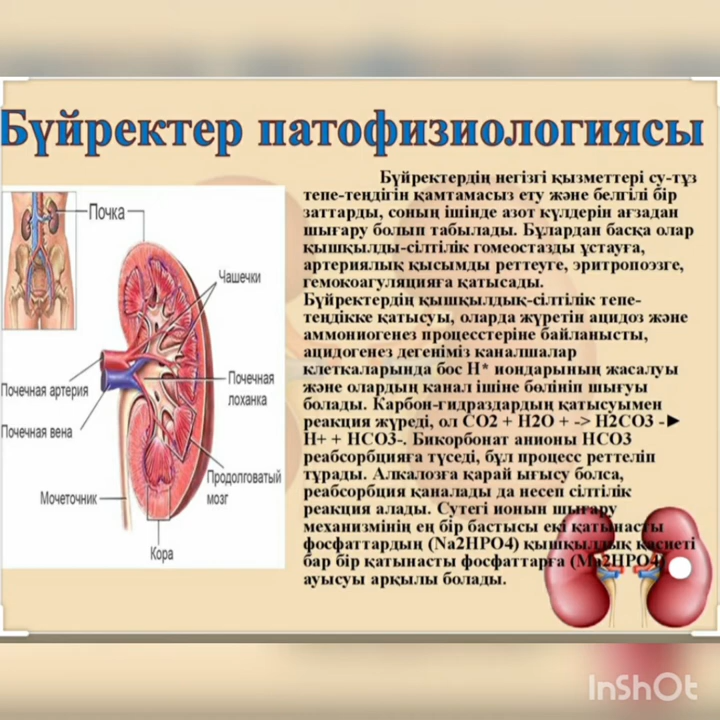 Бүйректер патофизиологиясы
Бүйректердің негізгі қызметтері су-тұз
тепе-теңдігін қамтамасыз ету және белгілі бір
заттарды, соның ішінде азот күлдерін ағзадан
шығару болып табылады. Бұлардан басқа олар
қышқылды-сілтілік гомеостазды ұстауға,
артериялық қысымды реттеуге, эритропоэзге,
гемокоагуляцияға қатысады.
Бүйректердің қышқылдық-сілтілік тепе-
теңдікке қатысуы, оларда жүретін ацидоз және
аммониогенез процесстеріне байланысты,
ацидогенез дегеніміз каналшалар
клеткаларында бос Н* иондарының жасалуы
және олардың канал ішіне бөлініп шығуы
болады. Карбон-гидраздардың қатысуымен
реакция жүреді, ол CO2 + H2O + -> H2CO3 -►
H+ + HCO3-. Бикорбонат анионы HCO3
реабсорбцияға түседі, бұл процесс реттеліп
тұрады. Алкалозға қарай ығысу болса,
реабсорбция қаналады да несеп сілтілік
реакция алады. Сутегі ионын шығару
механизмінің ең бір бастысы екі қатынасты
фосфаттардың (Na2HPO4) қышқылдық қасиеті
бар бір қатынасты фосфаттарға (Ma2HPO4)
ауысуы арқылы болады.
Почка
Чашечки
Почечная артерия
Почечная
лоханка
Почечная вена
Продолговатый
мозг
Мочеточник
Кора
InShOt